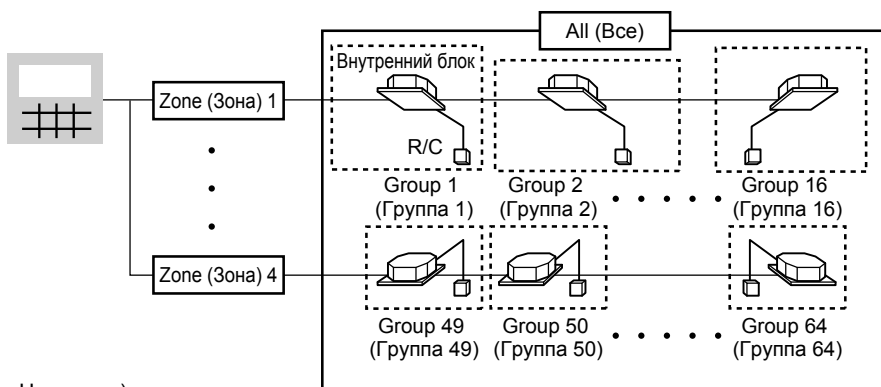 All (Все)
Внутренний блок
Zone (Зона) 1
R/C
Group 1
(Группа 1)
Group 2
(Группа 2)
Group 16
(Группа 16)
Zone (Зона) 4
Group 49
(Группа 49)
Group 50
(Группа 50)
Group 64
(Группа 64)